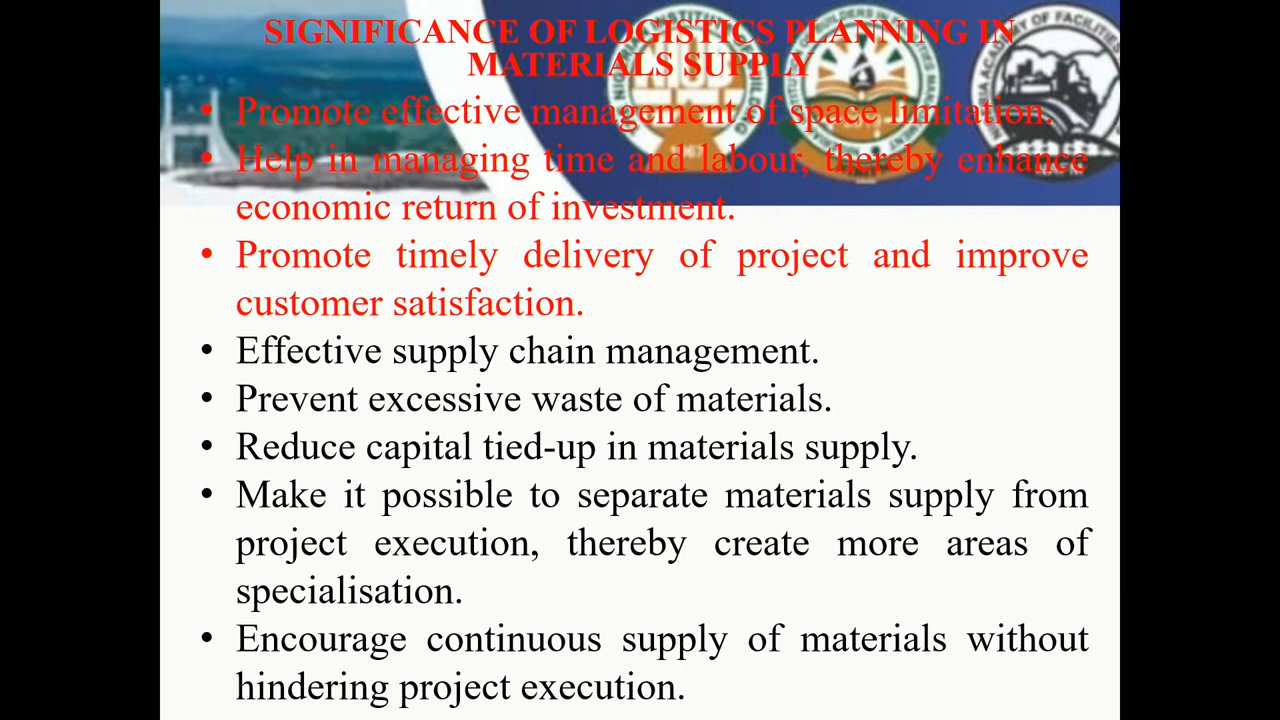 SIGNIFICANCE OF LOGISTICS PLANNING IN
MATERIALS SUPPLY
• Promote effective management of space limitation.
• Help in managing time and labour, thereby enhance
economic return of investment.
• Promote timely delivery of project and improve
customer satisfaction.
• Effective supply chain management.
• Prevent excessive waste of materials.
• Reduce capital tied-up in materials supply.
• Make it possible to separate materials supply from
project execution, thereby create more areas of
specialisation.
• Encourage continuous supply of materials without
hindering project execution.